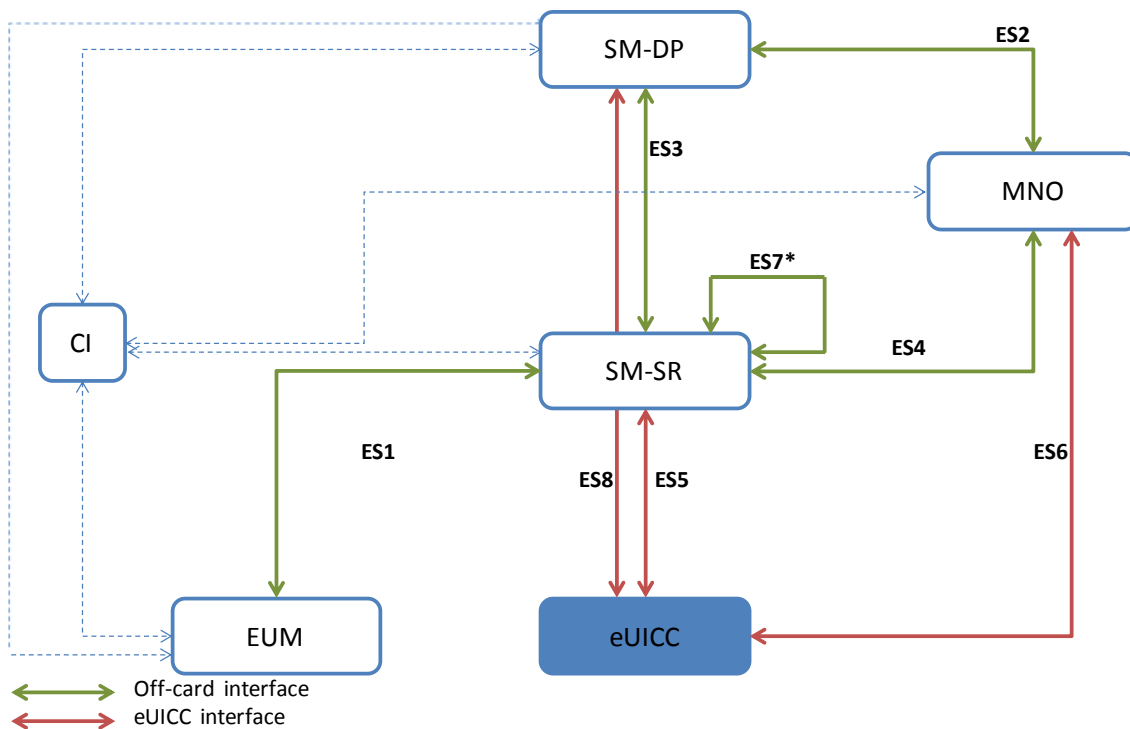 SM-DP
ES2
ES3
MNO
ES7*
CI
SM-SR
ES4
ES1
ES8
ES5
ES6
EUM
eUICC
Off-card interface
eUICC interface